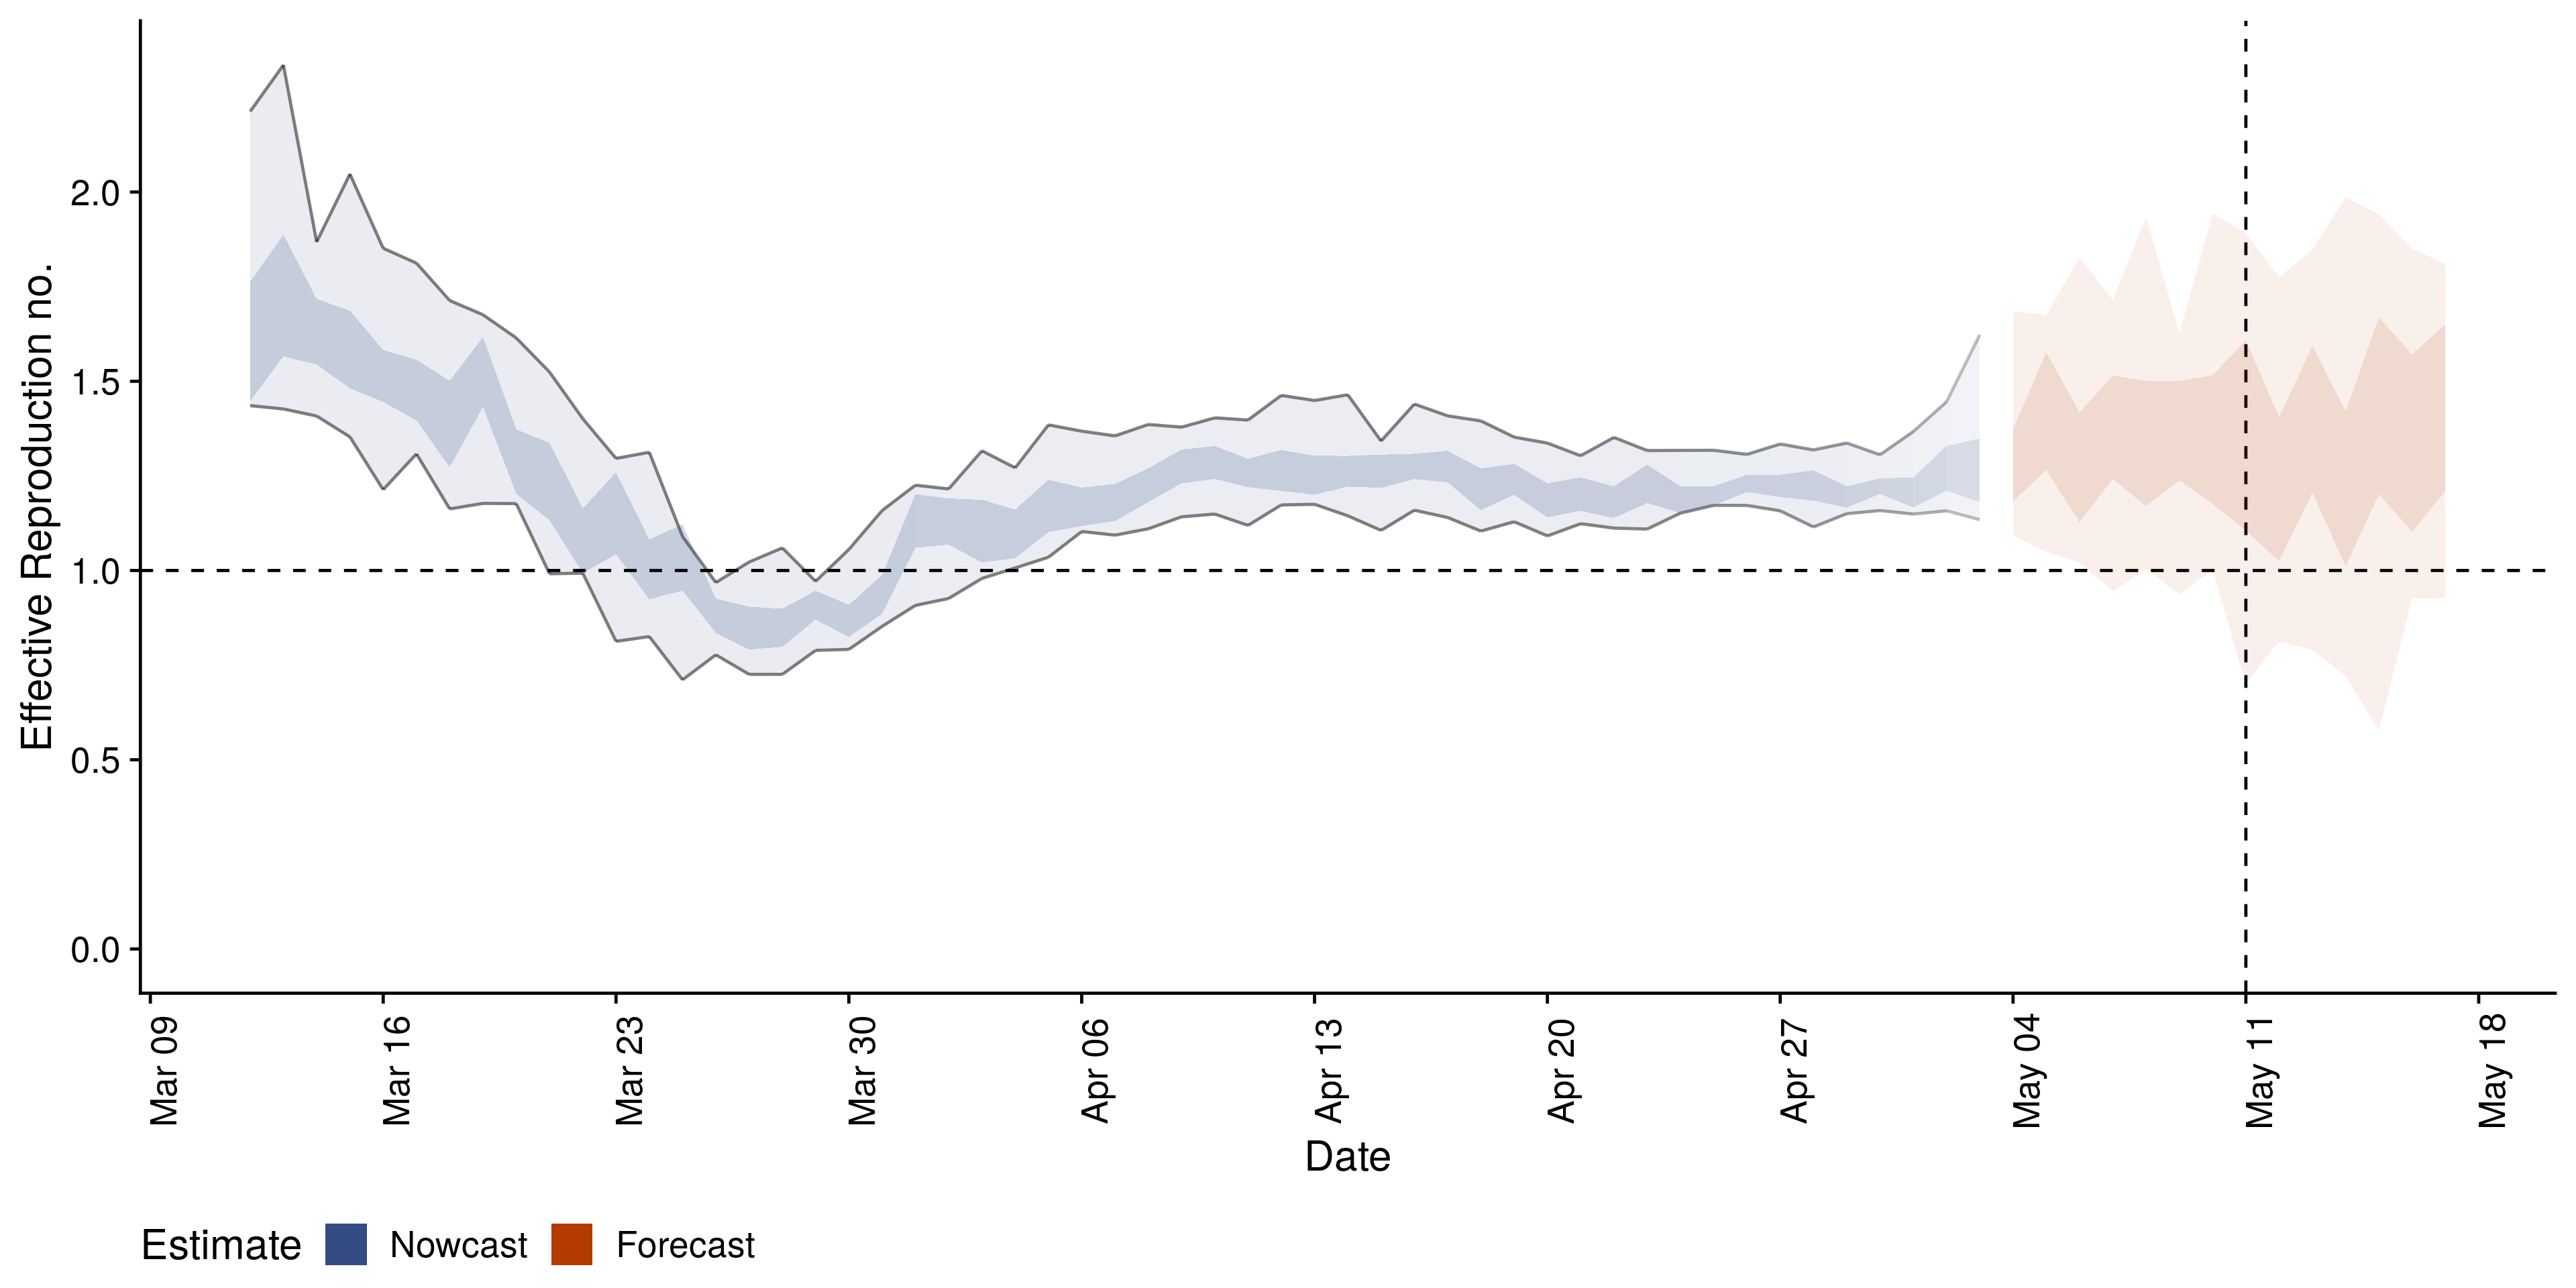 Effective Reproduction no.
2.0
1.5
1.0
0.5
0.0
Mar 09
Mar 16
Mar 23
Mar 30
Apr 06
Apr 13
Apr 20
Apr 27
May 04
May 11
May 18
Date
Estimate Nowcast Forecast